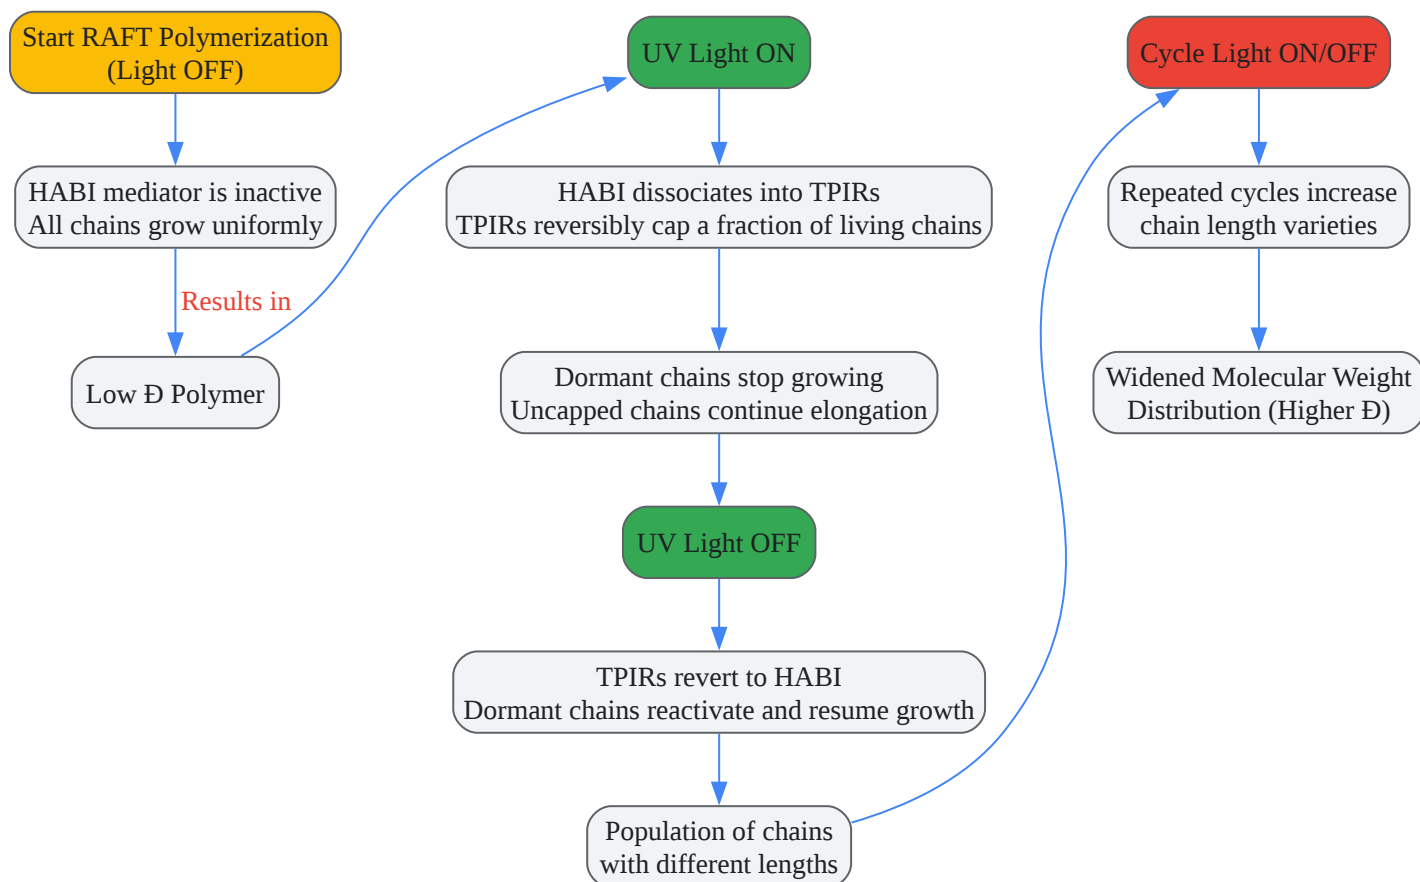 Start RAFT Polymerization
(Light OFF)
HABI mediator is inactive
All chains grow uniformly
Results in
Low Đ Polymer
UV Light ON
HABI dissociates into TPIRs
TPIRs reversibly cap a fraction of living chains
Dormant chains stop growing
Uncapped chains continue elongation
UV Light OFF
TPIRs revert to HABI
Dormant chains reactivate and resume growth
Population of chains
with different lengths
Cycle Light ON/OFF
Repeated cycles increase
chain length varieties
Widened Molecular Weight
Distribution (Higher Đ)